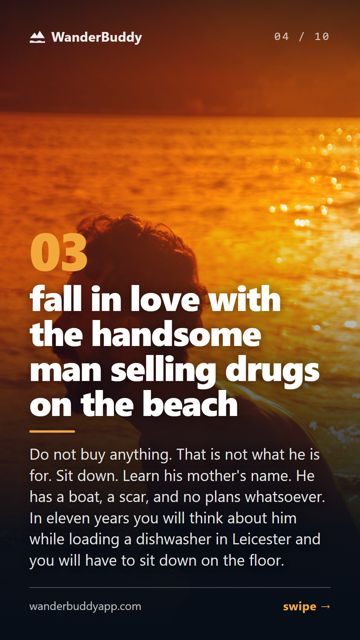 WanderBuddy
04 / 10
03
fall in love with
the handsome
man selling drugs
on the beach
Do not buy anything. That is not what he is
for. Sit down. Learn his mother's name. He
has a boat, a scar, and no plans whatsoever.
In eleven years you will think about him
while loading a dishwasher in Leicester and
you will have to sit down on the floor.
wanderbuddyapp.com
swipe →